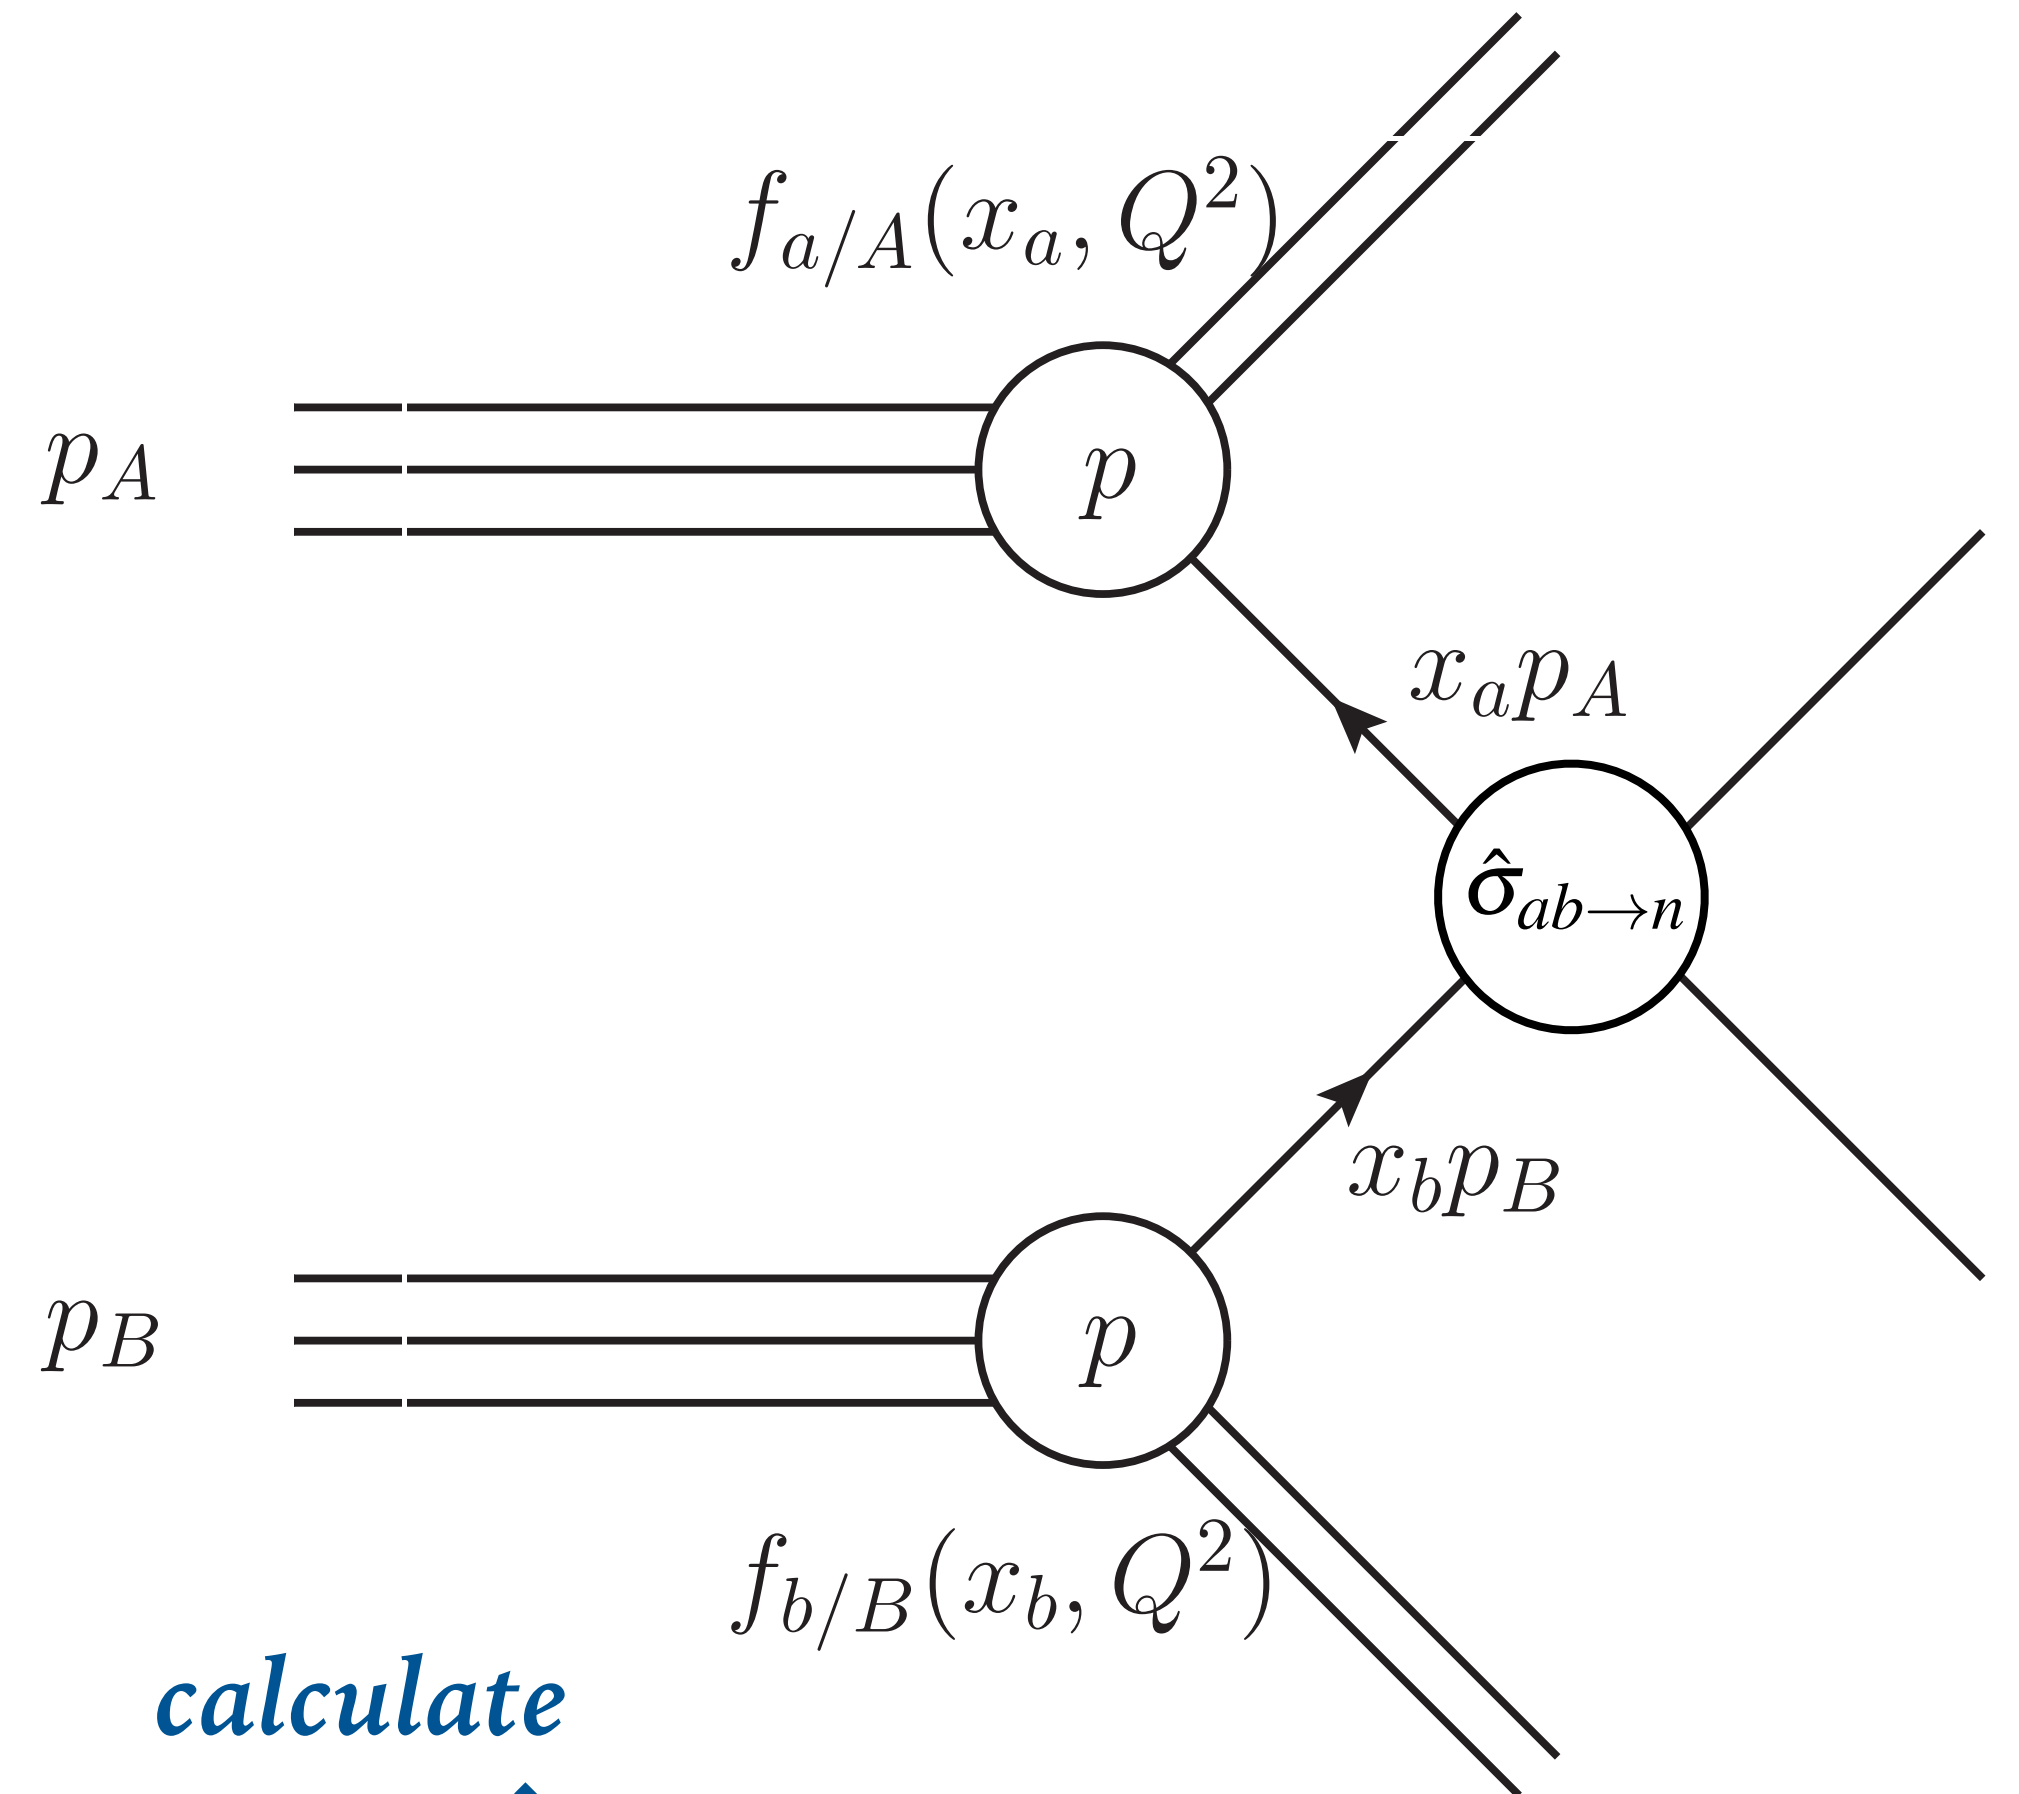 f_{a/A}(x_a, Q^2)
p_A
p
x_a p_A
σ̂_{ab→n}
x_b p_B
p_B
p
f_{b/B}(x_b, Q^2)
calculate